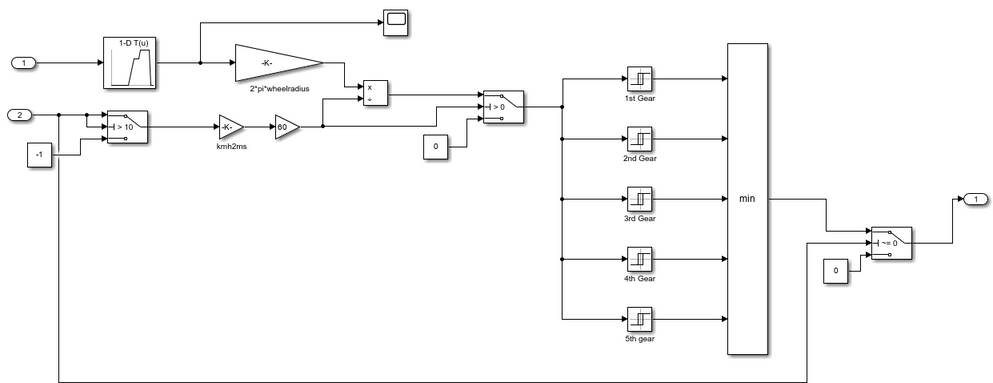 1-D T(u)
1
-K-
2*pi*wheelradius
2
> 10
-1
-K-
kmh2ms
60
x
÷
> 0
0
1st Gear
2nd Gear
3rd Gear
4th Gear
5th gear
min
~= 0
0
1